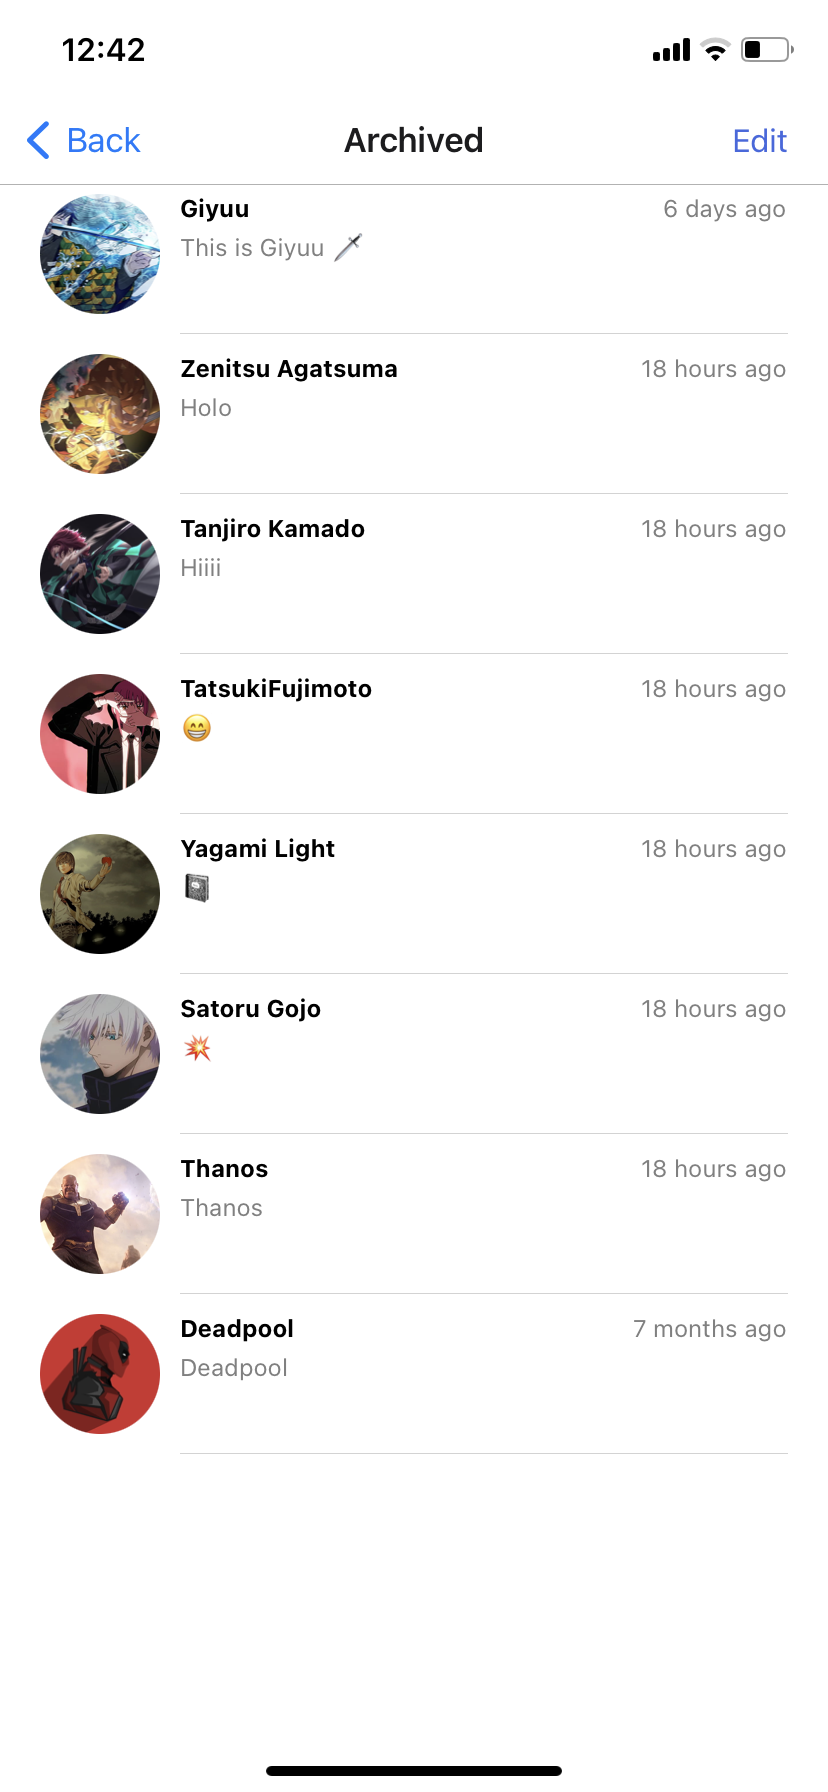 12:42
Back Archived Edit
Giyuu 6 days ago
This is Giyuu 🗡️
Zenitsu Agatsuma 18 hours ago
Holo
Tanjiro Kamado 18 hours ago
Hiiii
TatsukiFujimoto 18 hours ago
😁
Yagami Light 18 hours ago
📓
Satoru Gojo 18 hours ago
💥
Thanos 18 hours ago
Thanos
Deadpool 7 months ago
Deadpool